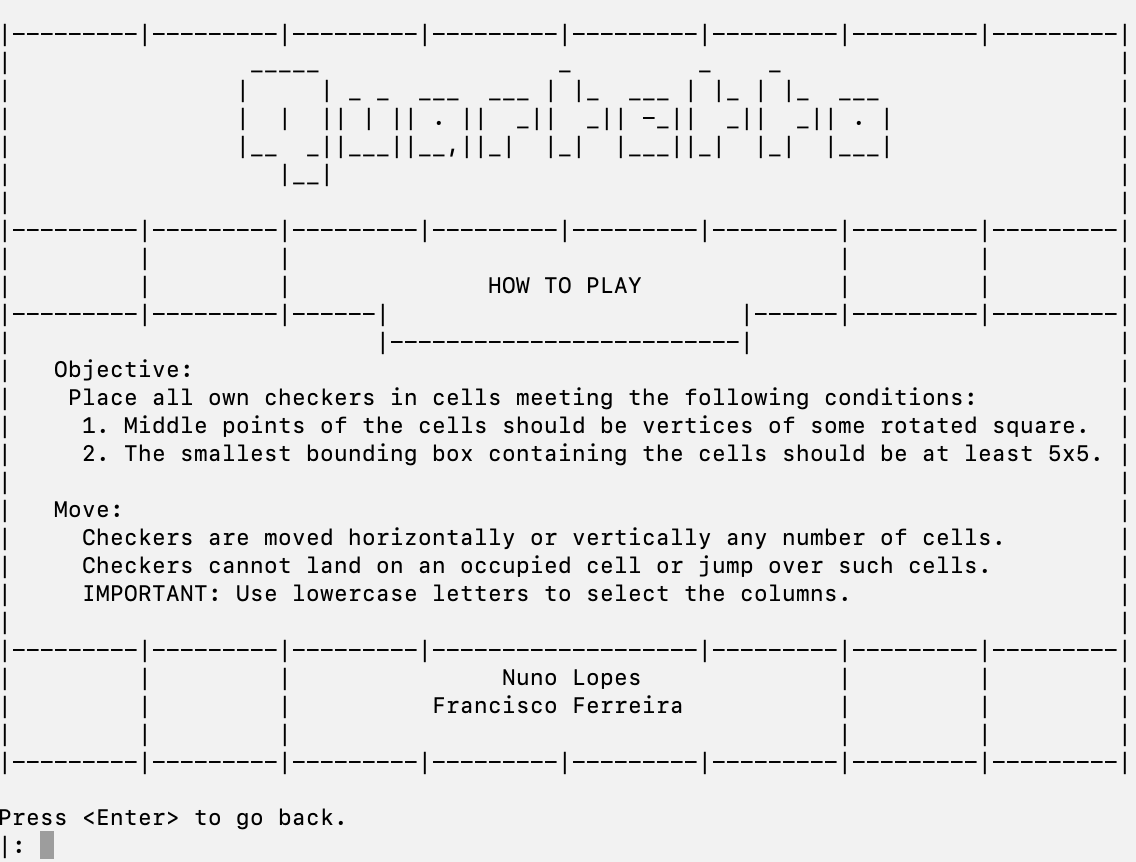 Quartetto
HOW TO PLAY
Objective:
Place all own checkers in cells meeting the following conditions:
1. Middle points of the cells should be vertices of some rotated square.
2. The smallest bounding box containing the cells should be at least 5x5.
Move:
Checkers are moved horizontally or vertically any number of cells.
Checkers cannot land on an occupied cell or jump over such cells.
IMPORTANT: Use lowercase letters to select the columns.
Nuno Lopes
Francisco Ferreira
Press <Enter> to go back.
|: